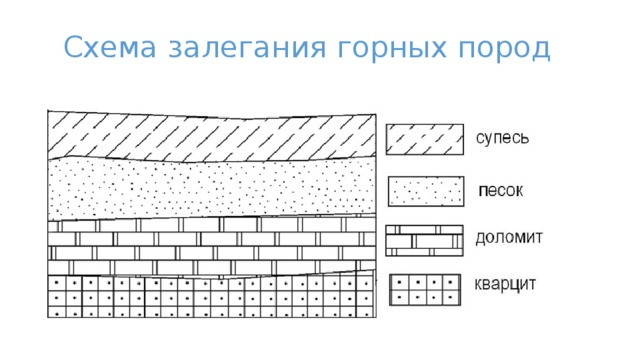 Схема залегания горных пород
супесь
песок
доломит
кварцит